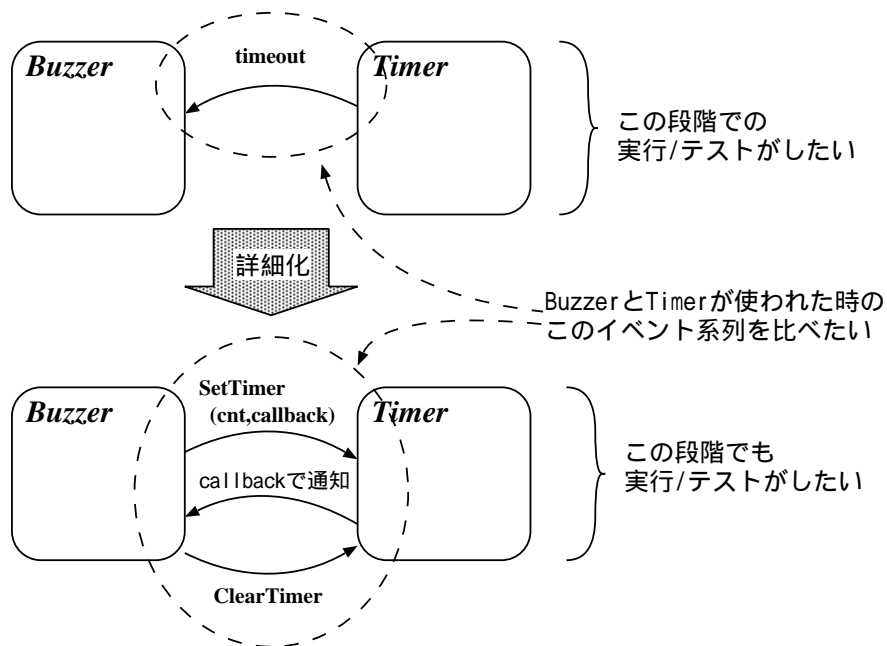 Buzzer
timeout
Timer
この段階での
実行/テストがしたい
詳細化
BuzzerとTimerが使われた時の
このイベント系列を比べたい
Buzzer
SetTimer
(cnt,callback)
Timer
callbackで通知
ClearTimer
この段階でも
実行/テストがしたい